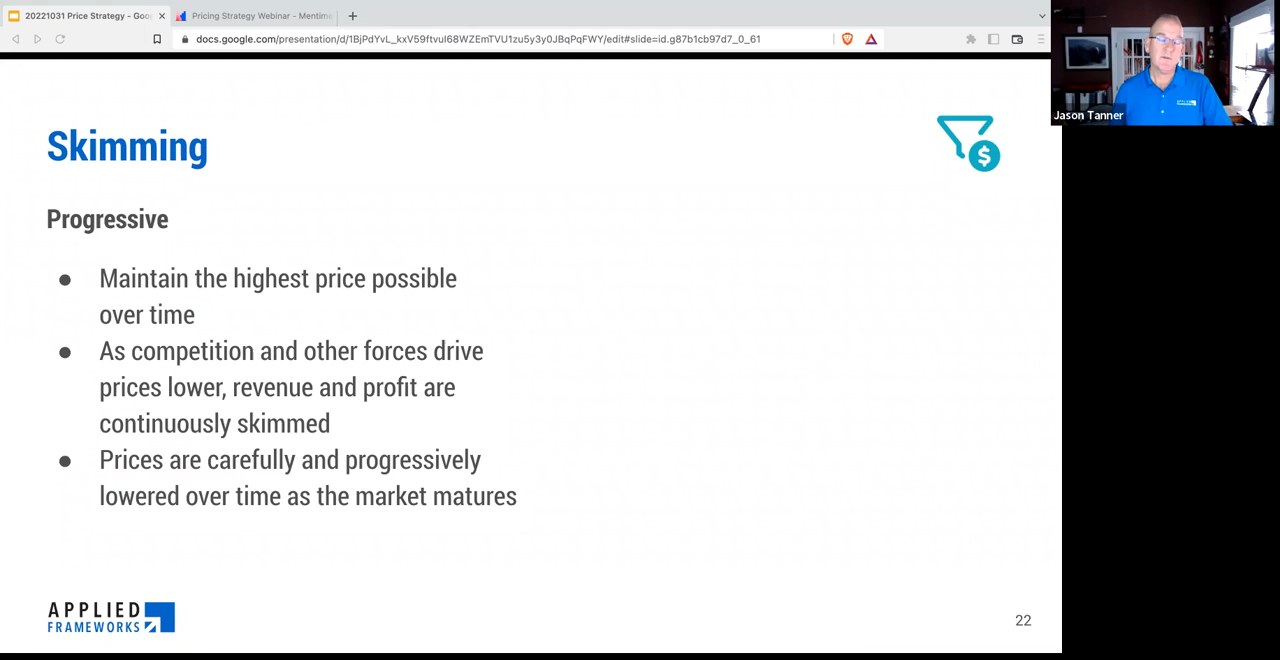 20221031 Price Strategy - Goo
Pricing Strategy Webinar - Mentime
docs.google.com/presentation/d/1BjPdYvL_kxV59ftvul68WZEmTVU1zu5y3y0JBqPqFWY/edit#slide=id.g87b1cb97d7_0_61
Jason Tanner
Skimming
$
Progressive
● Maintain the highest price possible
over time
● As competition and other forces drive
prices lower, revenue and profit are
continuously skimmed
● Prices are carefully and progressively
lowered over time as the market matures
APPLIED
FRAMEWORKS
22